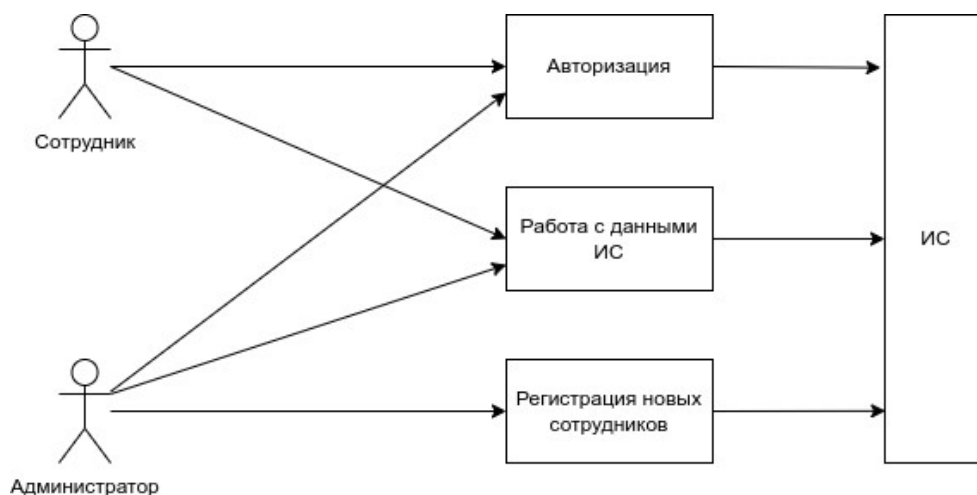 Авторизация
Сотрудник
Работа с данными
ИС
ИС
Регистрация новых
сотрудников
Администратор